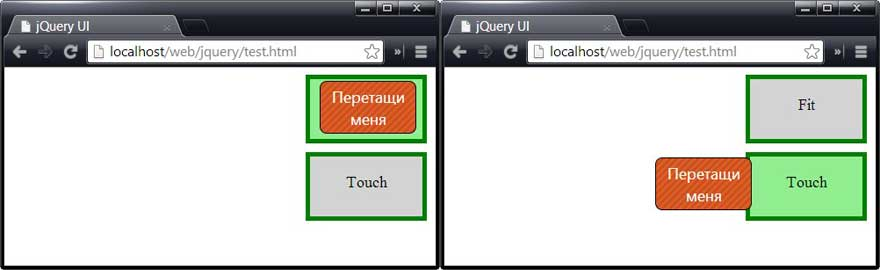 jQuery UI
localhost/web/jquery/test.html
Перетащи
меня
Touch
jQuery UI
localhost/web/jquery/test.html
Fit
Перетащи
меня
Touch